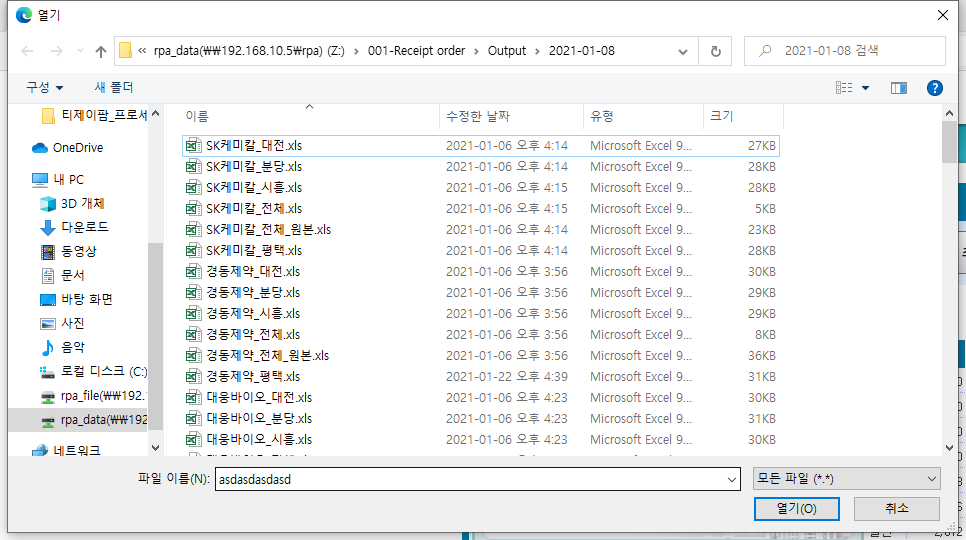 열기
« rpa_data(₩₩192.168.10.5₩rpa) (Z:) › 001-Receipt order › Output › 2021-01-08
2021-01-08 검색
구성 새 폴더
?
티제이팜_프로세
OneDrive
내 PC
3D 개체
다운로드
동영상
문서
바탕 화면
사진
음악
로컬 디스크 (C:)
rpa_file(₩₩192.1
rpa_data(₩₩192
네트워크
이름 수정한 날짜 유형 크기
SK케미칼_대전.xls 2021-01-06 오후 4:14 Microsoft Excel 9... 27KB
SK케미칼_분당.xls 2021-01-06 오후 4:14 Microsoft Excel 9... 28KB
SK케미칼_시흥.xls 2021-01-06 오후 4:15 Microsoft Excel 9... 28KB
SK케미칼_전체.xls 2021-01-06 오후 4:15 Microsoft Excel 9... 5KB
SK케미칼_전체_원본.xls 2021-01-06 오후 4:14 Microsoft Excel 9... 23KB
SK케미칼_평택.xls 2021-01-06 오후 4:14 Microsoft Excel 9... 28KB
경동제약_대전.xls 2021-01-06 오후 3:56 Microsoft Excel 9... 30KB
경동제약_분당.xls 2021-01-06 오후 3:56 Microsoft Excel 9... 29KB
경동제약_시흥.xls 2021-01-06 오후 3:56 Microsoft Excel 9... 29KB
경동제약_전체.xls 2021-01-06 오후 3:56 Microsoft Excel 9... 8KB
경동제약_전체_원본.xls 2021-01-06 오후 3:56 Microsoft Excel 9... 36KB
경동제약_평택.xls 2021-01-22 오후 4:39 Microsoft Excel 9... 31KB
대웅바이오_대전.xls 2021-01-06 오후 4:23 Microsoft Excel 9... 30KB
대웅바이오_분당.xls 2021-01-06 오후 4:23 Microsoft Excel 9... 31KB
대웅바이오_시흥.xls 2021-01-06 오후 4:23 Microsoft Excel 9... 30KB
파일 이름(N): asdasdasdasd 모든 파일 (*.*)
열기(O) 취소